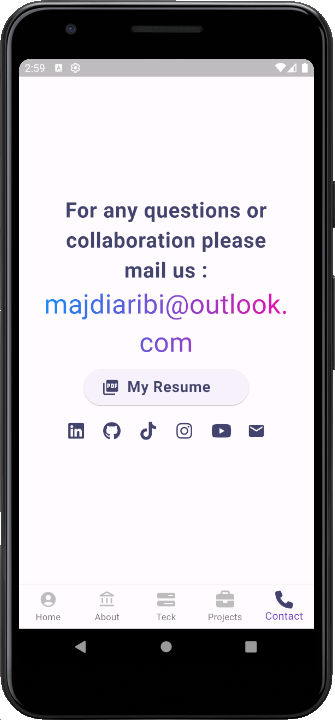 2:59
For any questions or
collaboration please
mail us :
majdiaribi@outlook.
com
PDF My Resume
Home About Teck Projects Contact